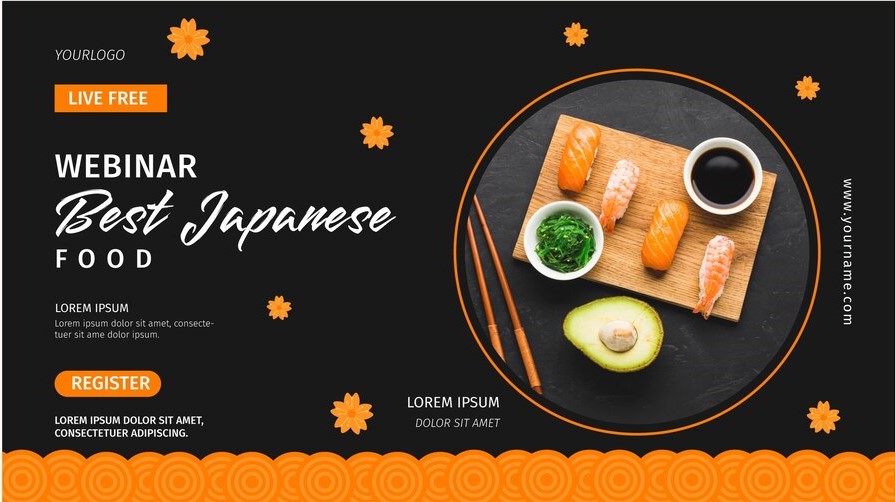 YOURLOGO
LIVE FREE
WEBINAR
Best Japanese
FOOD
LOREM IPSUM
Lorem ipsum dolor sit amet, consecte-
tuer sit ame dolor ipsum.
REGISTER
LOREM IPSUM DOLOR SIT AMET,
CONSECTETUER ADIPISCING.
LOREM IPSUM
DOLOR SIT AMET
www.yourname.com